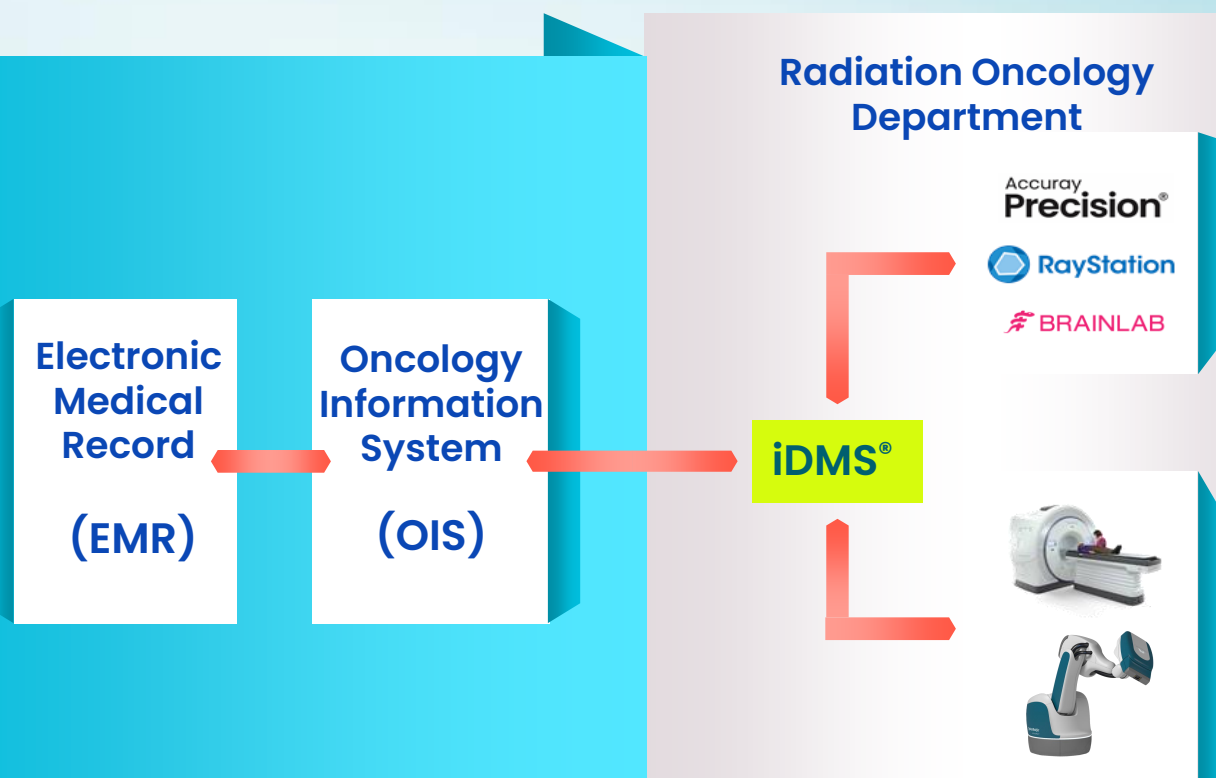 Radiation Oncology
Department
Accuray
Precision®
RayStation
BRAINLAB
Electronic
Medical
Record
(EMR)
Oncology
Information
System
(OIS)
iDMS®